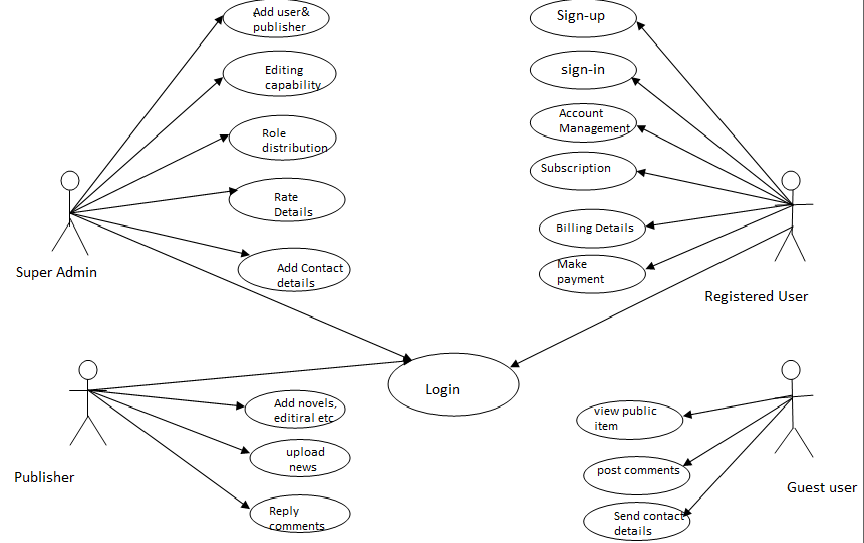 Add user&
publisher
Editing
capability
Role
distribution
Rate
Details
Add Contact
details
Super Admin
Sign-up
sign-in
Account
Management
Subscription
Billing Details
Make
payment
Registered User
Login
Publisher
Add novels,
editiral etc
upload
news
Reply
comments
view public
item
post comments
Send contact
details
Guest user